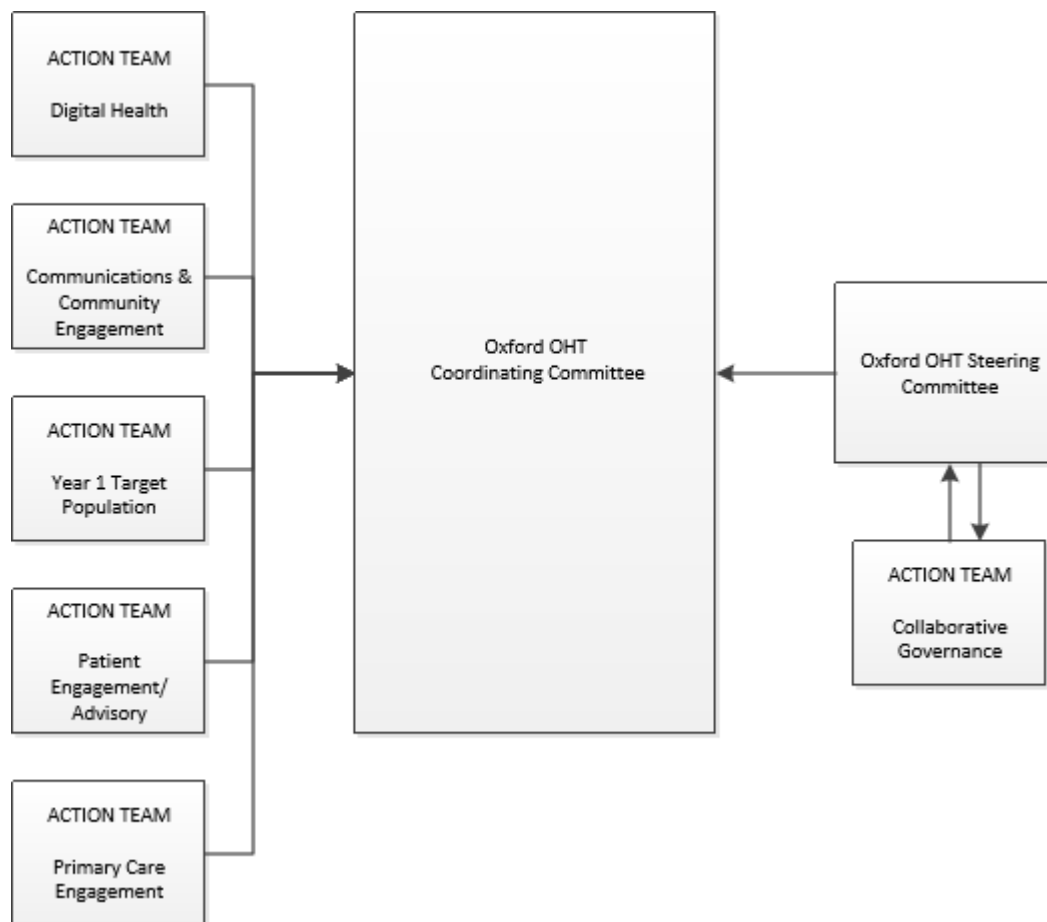 ACTION TEAM
Digital Health
ACTION TEAM
Communications &
Community
Engagement
ACTION TEAM
Year 1 Target
Population
ACTION TEAM
Patient
Engagement/
Advisory
ACTION TEAM
Primary Care
Engagement
Oxford OHT
Coordinating Committee
Oxford OHT Steering
Committee
ACTION TEAM
Collaborative
Governance